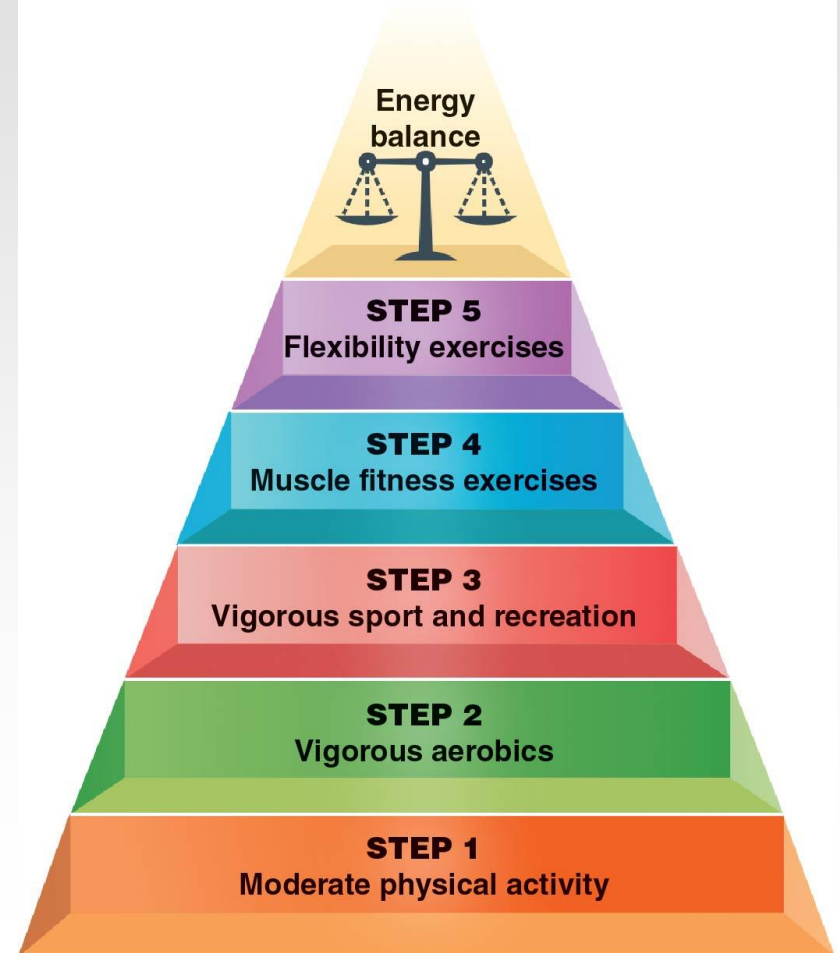 Energy
balance
STEP 5
Flexibility exercises
STEP 4
Muscle fitness exercises
STEP 3
Vigorous sport and recreation
STEP 2
Vigorous aerobics
STEP 1
Moderate physical activity